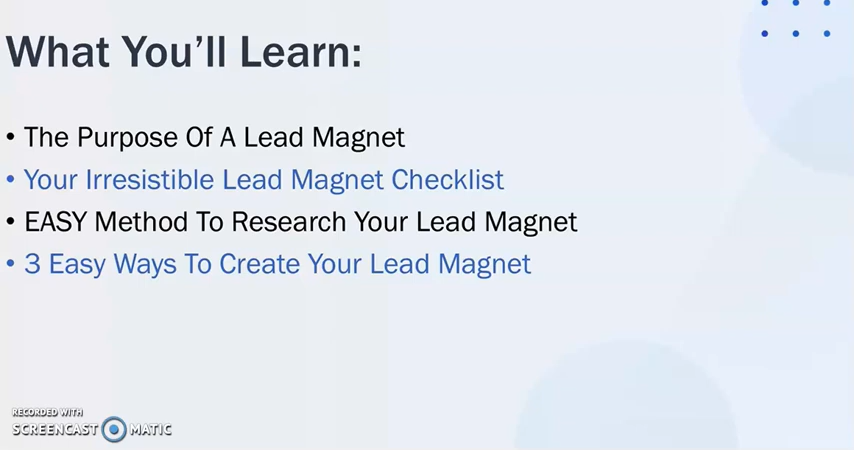 What You’ll Learn:
• The Purpose Of A Lead Magnet
• Your Irresistible Lead Magnet Checklist
• EASY Method To Research Your Lead Magnet
• 3 Easy Ways To Create Your Lead Magnet
RECORDED WITH
SCREENCAST MATIC